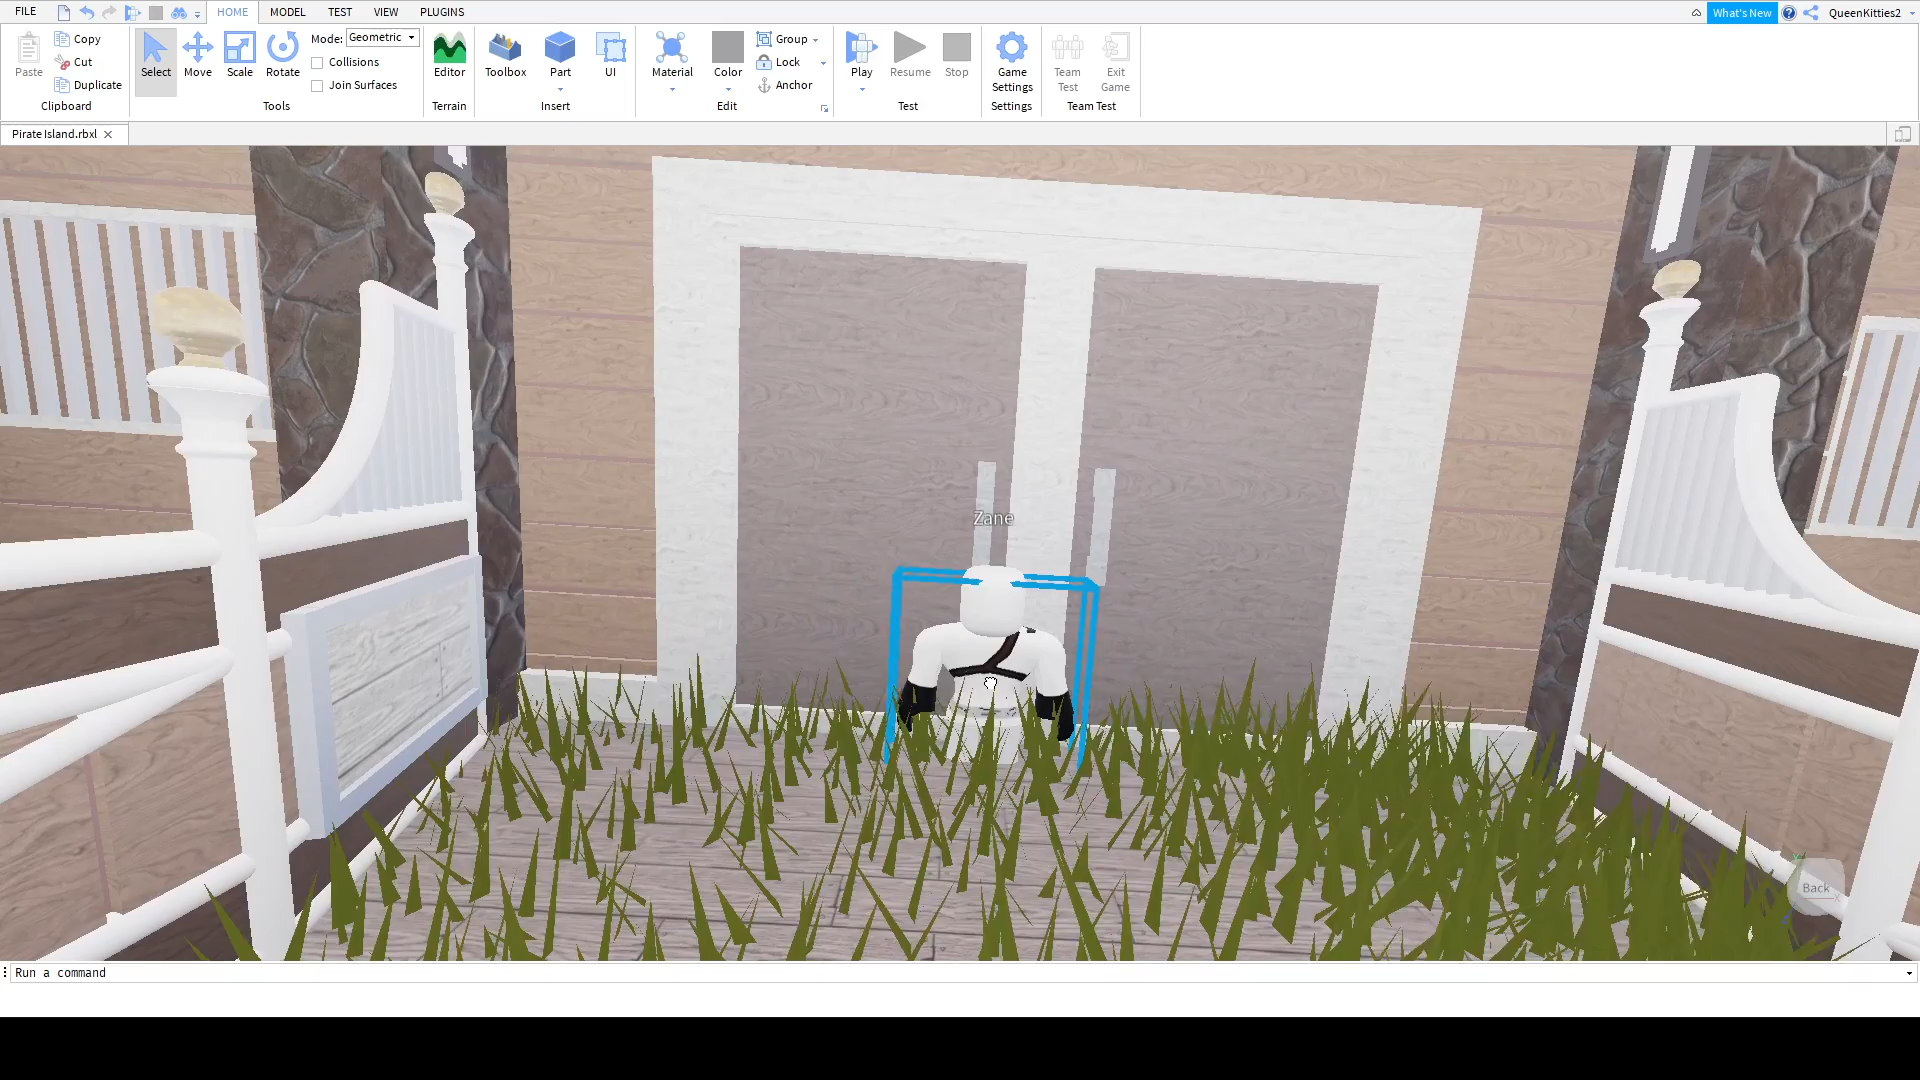 FILE HOME MODEL TEST VIEW PLUGINS What's New QueenKitties2
Paste
Copy
Cut
Duplicate
Clipboard
Select Move Scale Rotate
Mode: Geometric
Collisions
Join Surfaces
Tools
Editor
Terrain
Toolbox Part UI
Insert
Material Color
Group
Lock
Anchor
Edit
Play Resume Stop
Test
Game
Settings
Settings
Team
Test
Exit
Game
Team Test
Pirate Island.rbxl
Zane
Back
Run a command